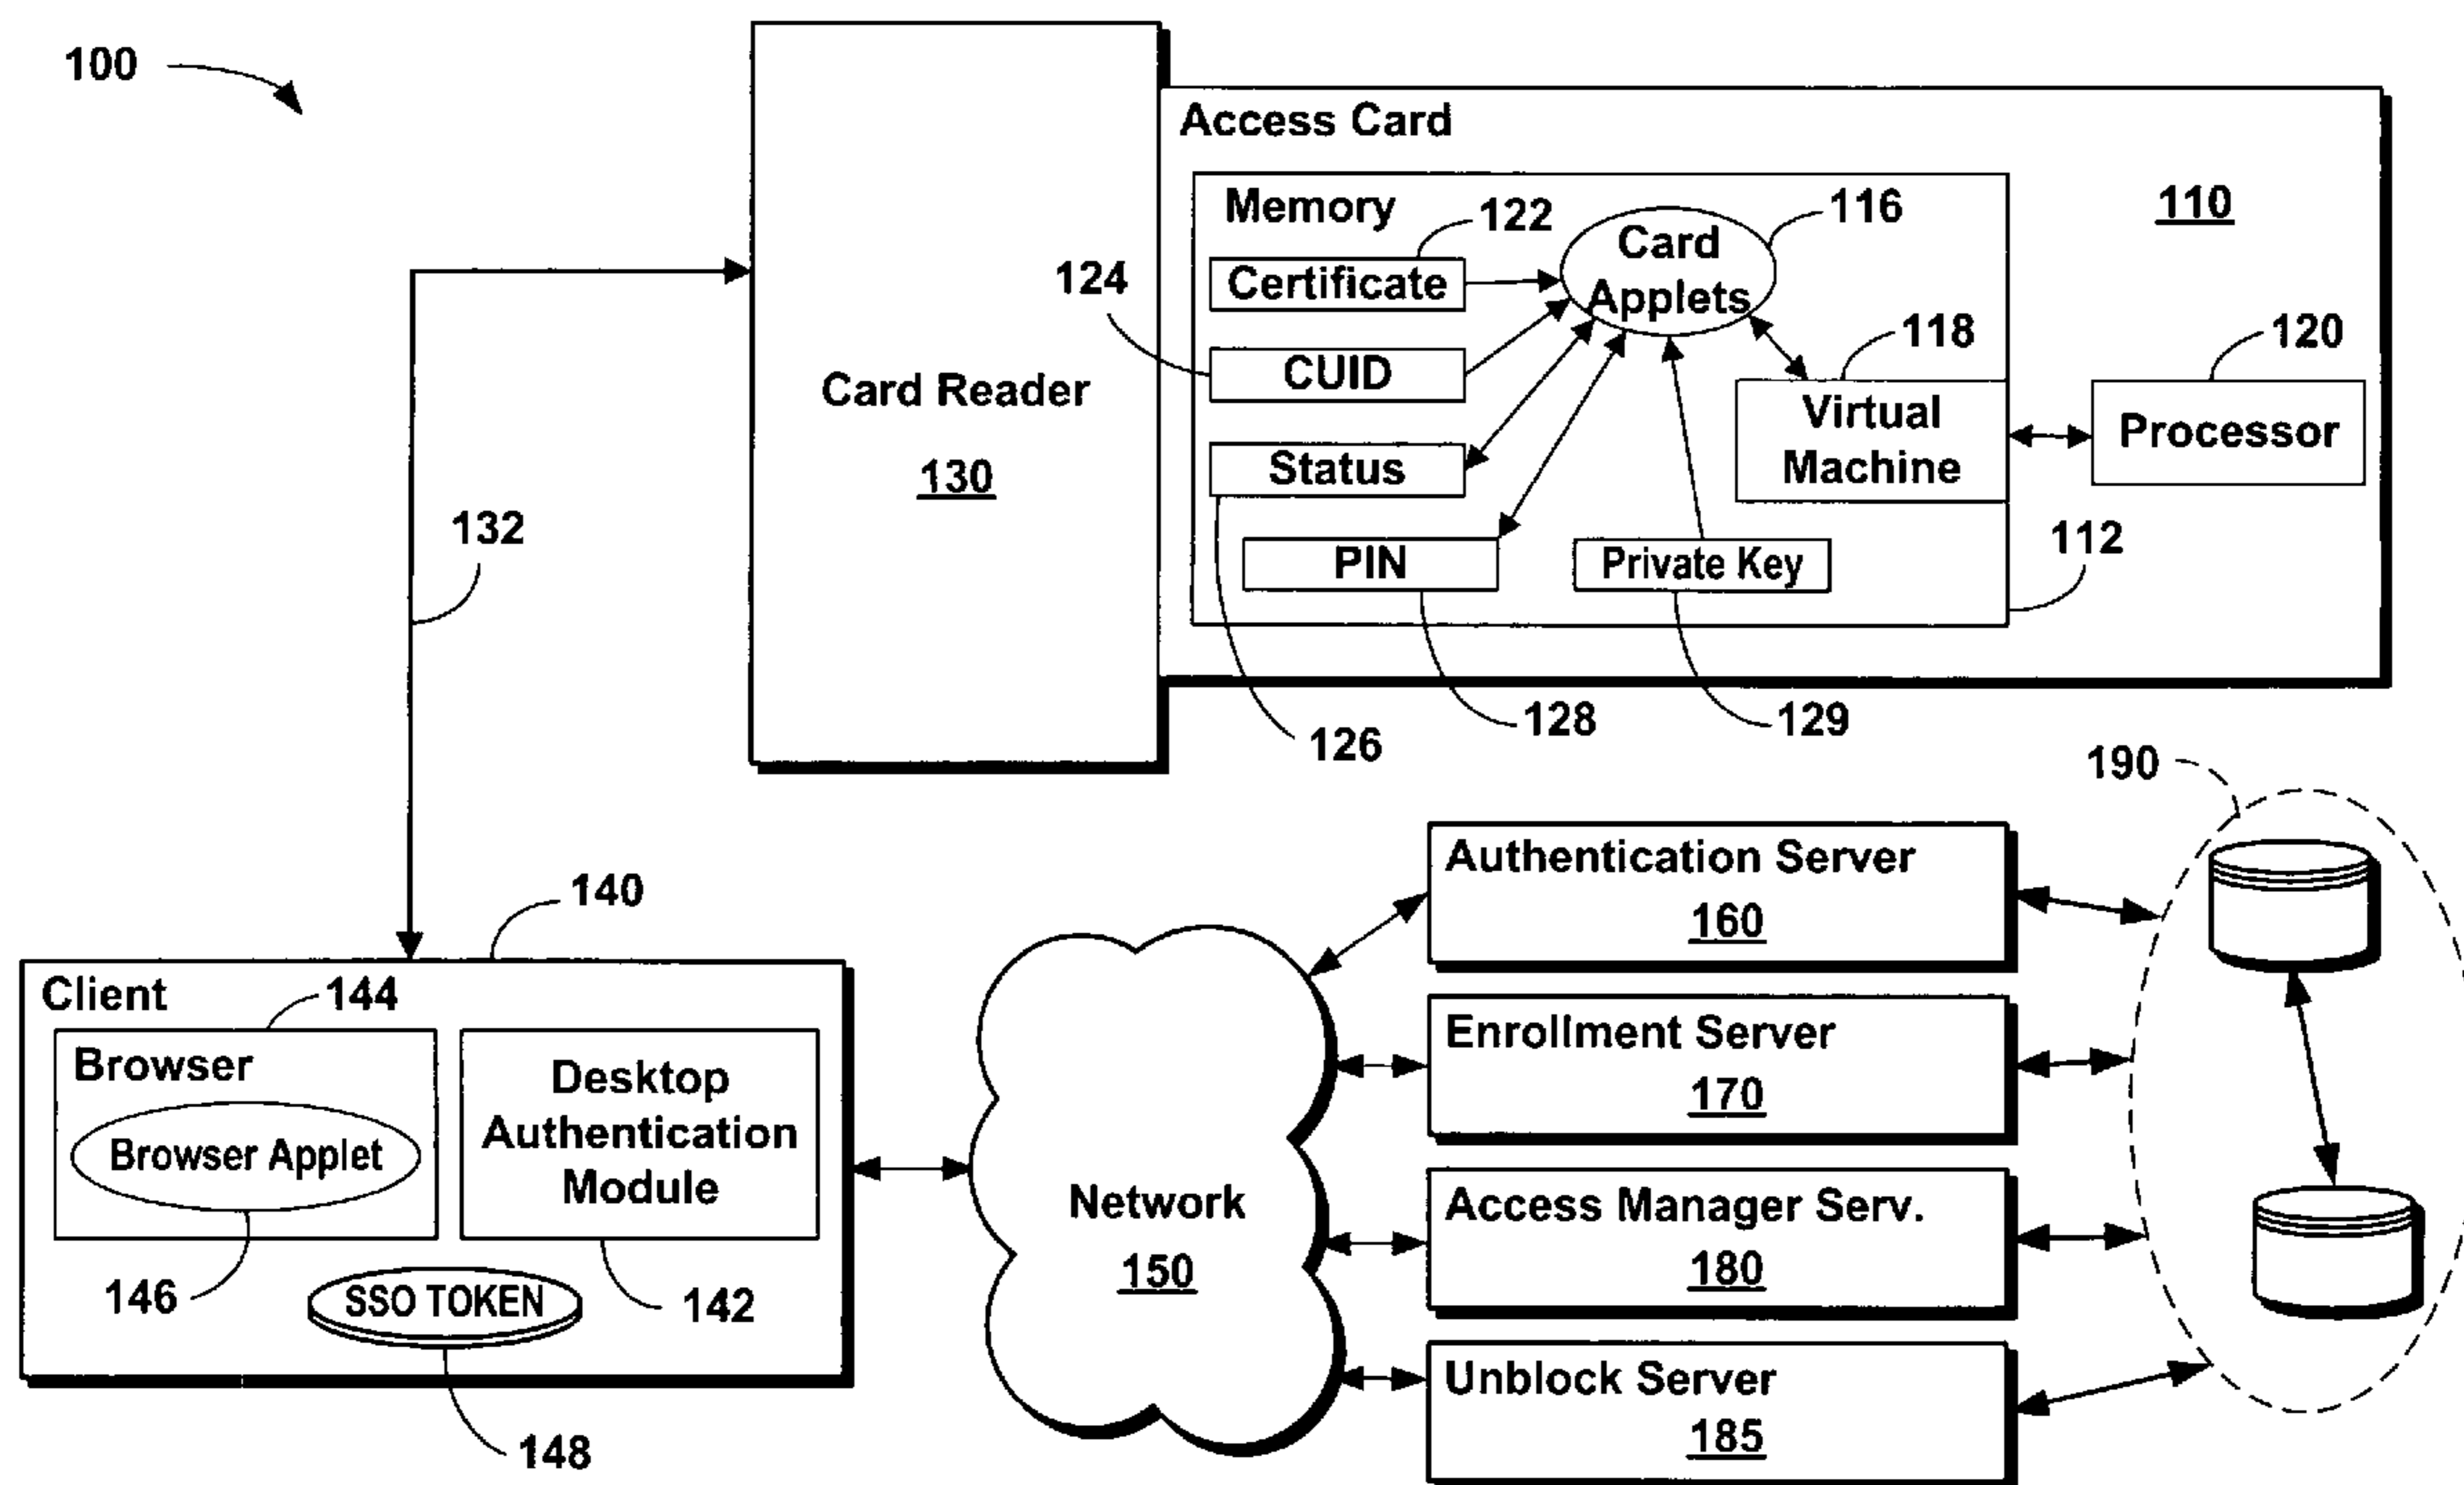 100
Access Card
110
Memory
122
116
Card
Applets
124
Certificate
118
120
CUID
Card Reader
130
Virtual
Machine
Processor
Status
132
112
PIN
Private Key
128
129
126
190
Authentication Server
160
140
Client
144
Enrollment Server
170
Browser
Browser Applet
Desktop
Authentication
Module
Network
150
Access Manager Serv.
180
146
SSO TOKEN
142
Unblock Server
185
148